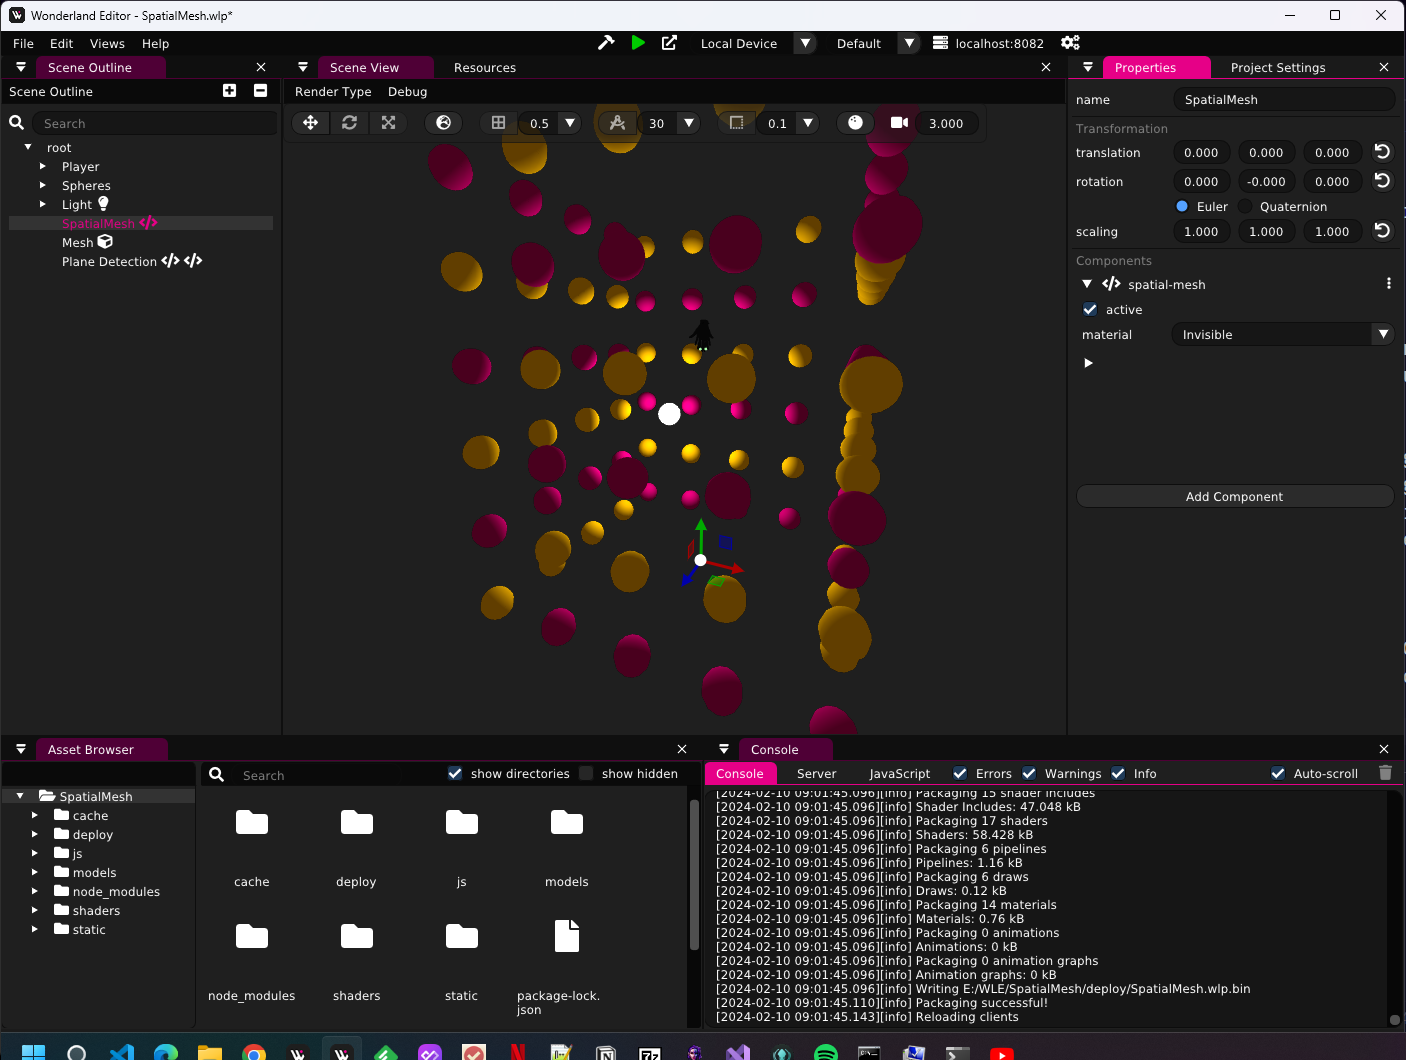 Wonderland Editor - SpatialMesh.wlp*
File Edit Views Help
Local Device Default localhost:8082
Scene Outline
Scene Outline
Search
root
Player
Spheres
Light
SpatialMesh
Mesh
Plane Detection
Scene View Resources
Render Type Debug
0.5 30 0.1 3.000
Properties Project Settings
name SpatialMesh
Transformation
translation 0.000 0.000 0.000
rotation 0.000 -0.000 0.000
Euler Quaternion
scaling 1.000 1.000 1.000
Components
spatial-mesh
active
material Invisible
Add Component
Asset Browser
Search show directories show hidden
SpatialMesh
cache
deploy
js
models
node_modules
shaders
static
cache deploy js models
node_modules shaders static package-lock.
json
Console
Console Server JavaScript Errors Warnings Info Auto-scroll
[2024-02-10 09:01:45.096][info] Packaging 15 shader includes
[2024-02-10 09:01:45.096][info] Shader Includes: 47.048 kB
[2024-02-10 09:01:45.096][info] Packaging 17 shaders
[2024-02-10 09:01:45.096][info] Shaders: 58.428 kB
[2024-02-10 09:01:45.096][info] Packaging 6 pipelines
[2024-02-10 09:01:45.096][info] Pipelines: 1.16 kB
[2024-02-10 09:01:45.096][info] Packaging 6 draws
[2024-02-10 09:01:45.096][info] Draws: 0.12 kB
[2024-02-10 09:01:45.096][info] Packaging 14 materials
[2024-02-10 09:01:45.096][info] Materials: 0.76 kB
[2024-02-10 09:01:45.096][info] Packaging 0 animations
[2024-02-10 09:01:45.096][info] Animations: 0 kB
[2024-02-10 09:01:45.096][info] Packaging 0 animation graphs
[2024-02-10 09:01:45.096][info] Animation graphs: 0 kB
[2024-02-10 09:01:45.096][info] Writing E:/WLE/SpatialMesh/deploy/SpatialMesh.wlp.bin
[2024-02-10 09:01:45.110][info] Packaging successful!
[2024-02-10 09:01:45.143][info] Reloading clients